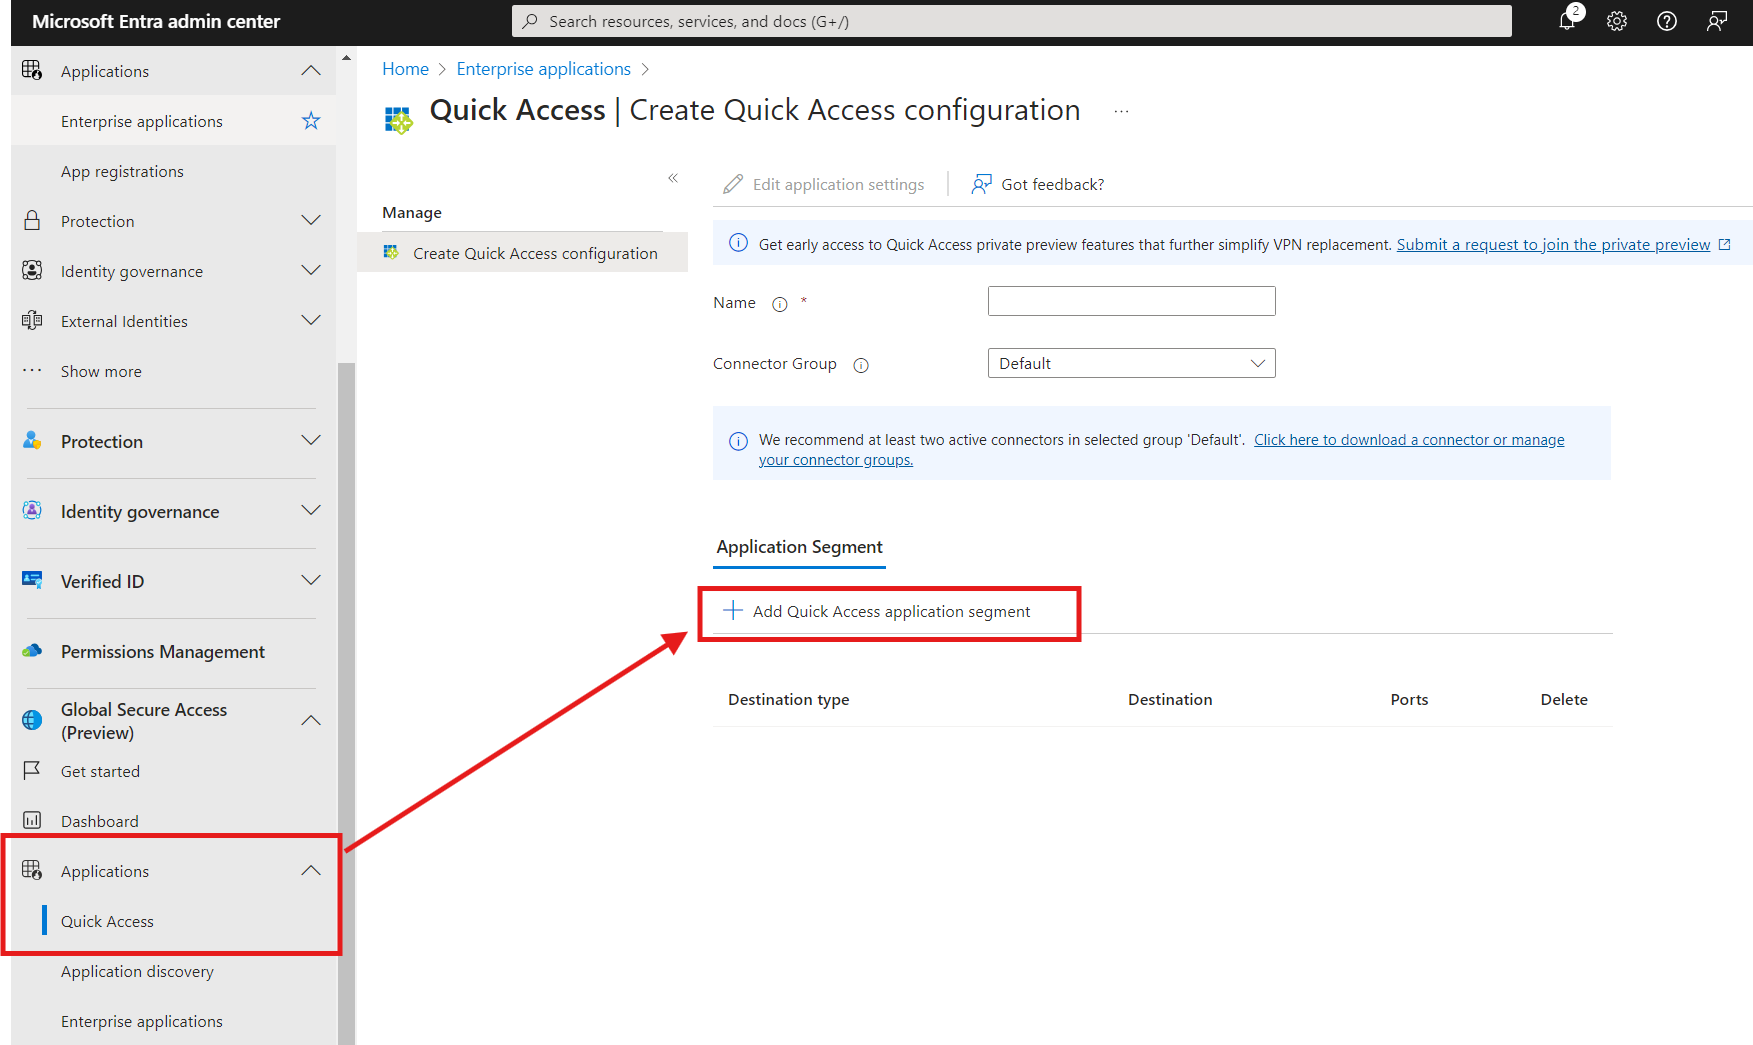 Microsoft Entra admin center
Search resources, services, and docs (G+/)
2
Applications
Enterprise applications
App registrations
Protection
Identity governance
External Identities
Show more
Protection
Identity governance
Verified ID
Permissions Management
Global Secure Access
(Preview)
Get started
Dashboard
Applications
Quick Access
Application discovery
Enterprise applications
Home > Enterprise applications >
Quick Access | Create Quick Access configuration ...
«
Manage
Create Quick Access configuration
Edit application settings
Got feedback?
Get early access to Quick Access private preview features that further simplify VPN replacement. Submit a request to join the private preview
Name *
Connector Group
Default
We recommend at least two active connectors in selected group 'Default'. Click here to download a connector or manage
your connector groups.
Application Segment
+ Add Quick Access application segment
Destination type Destination Ports Delete